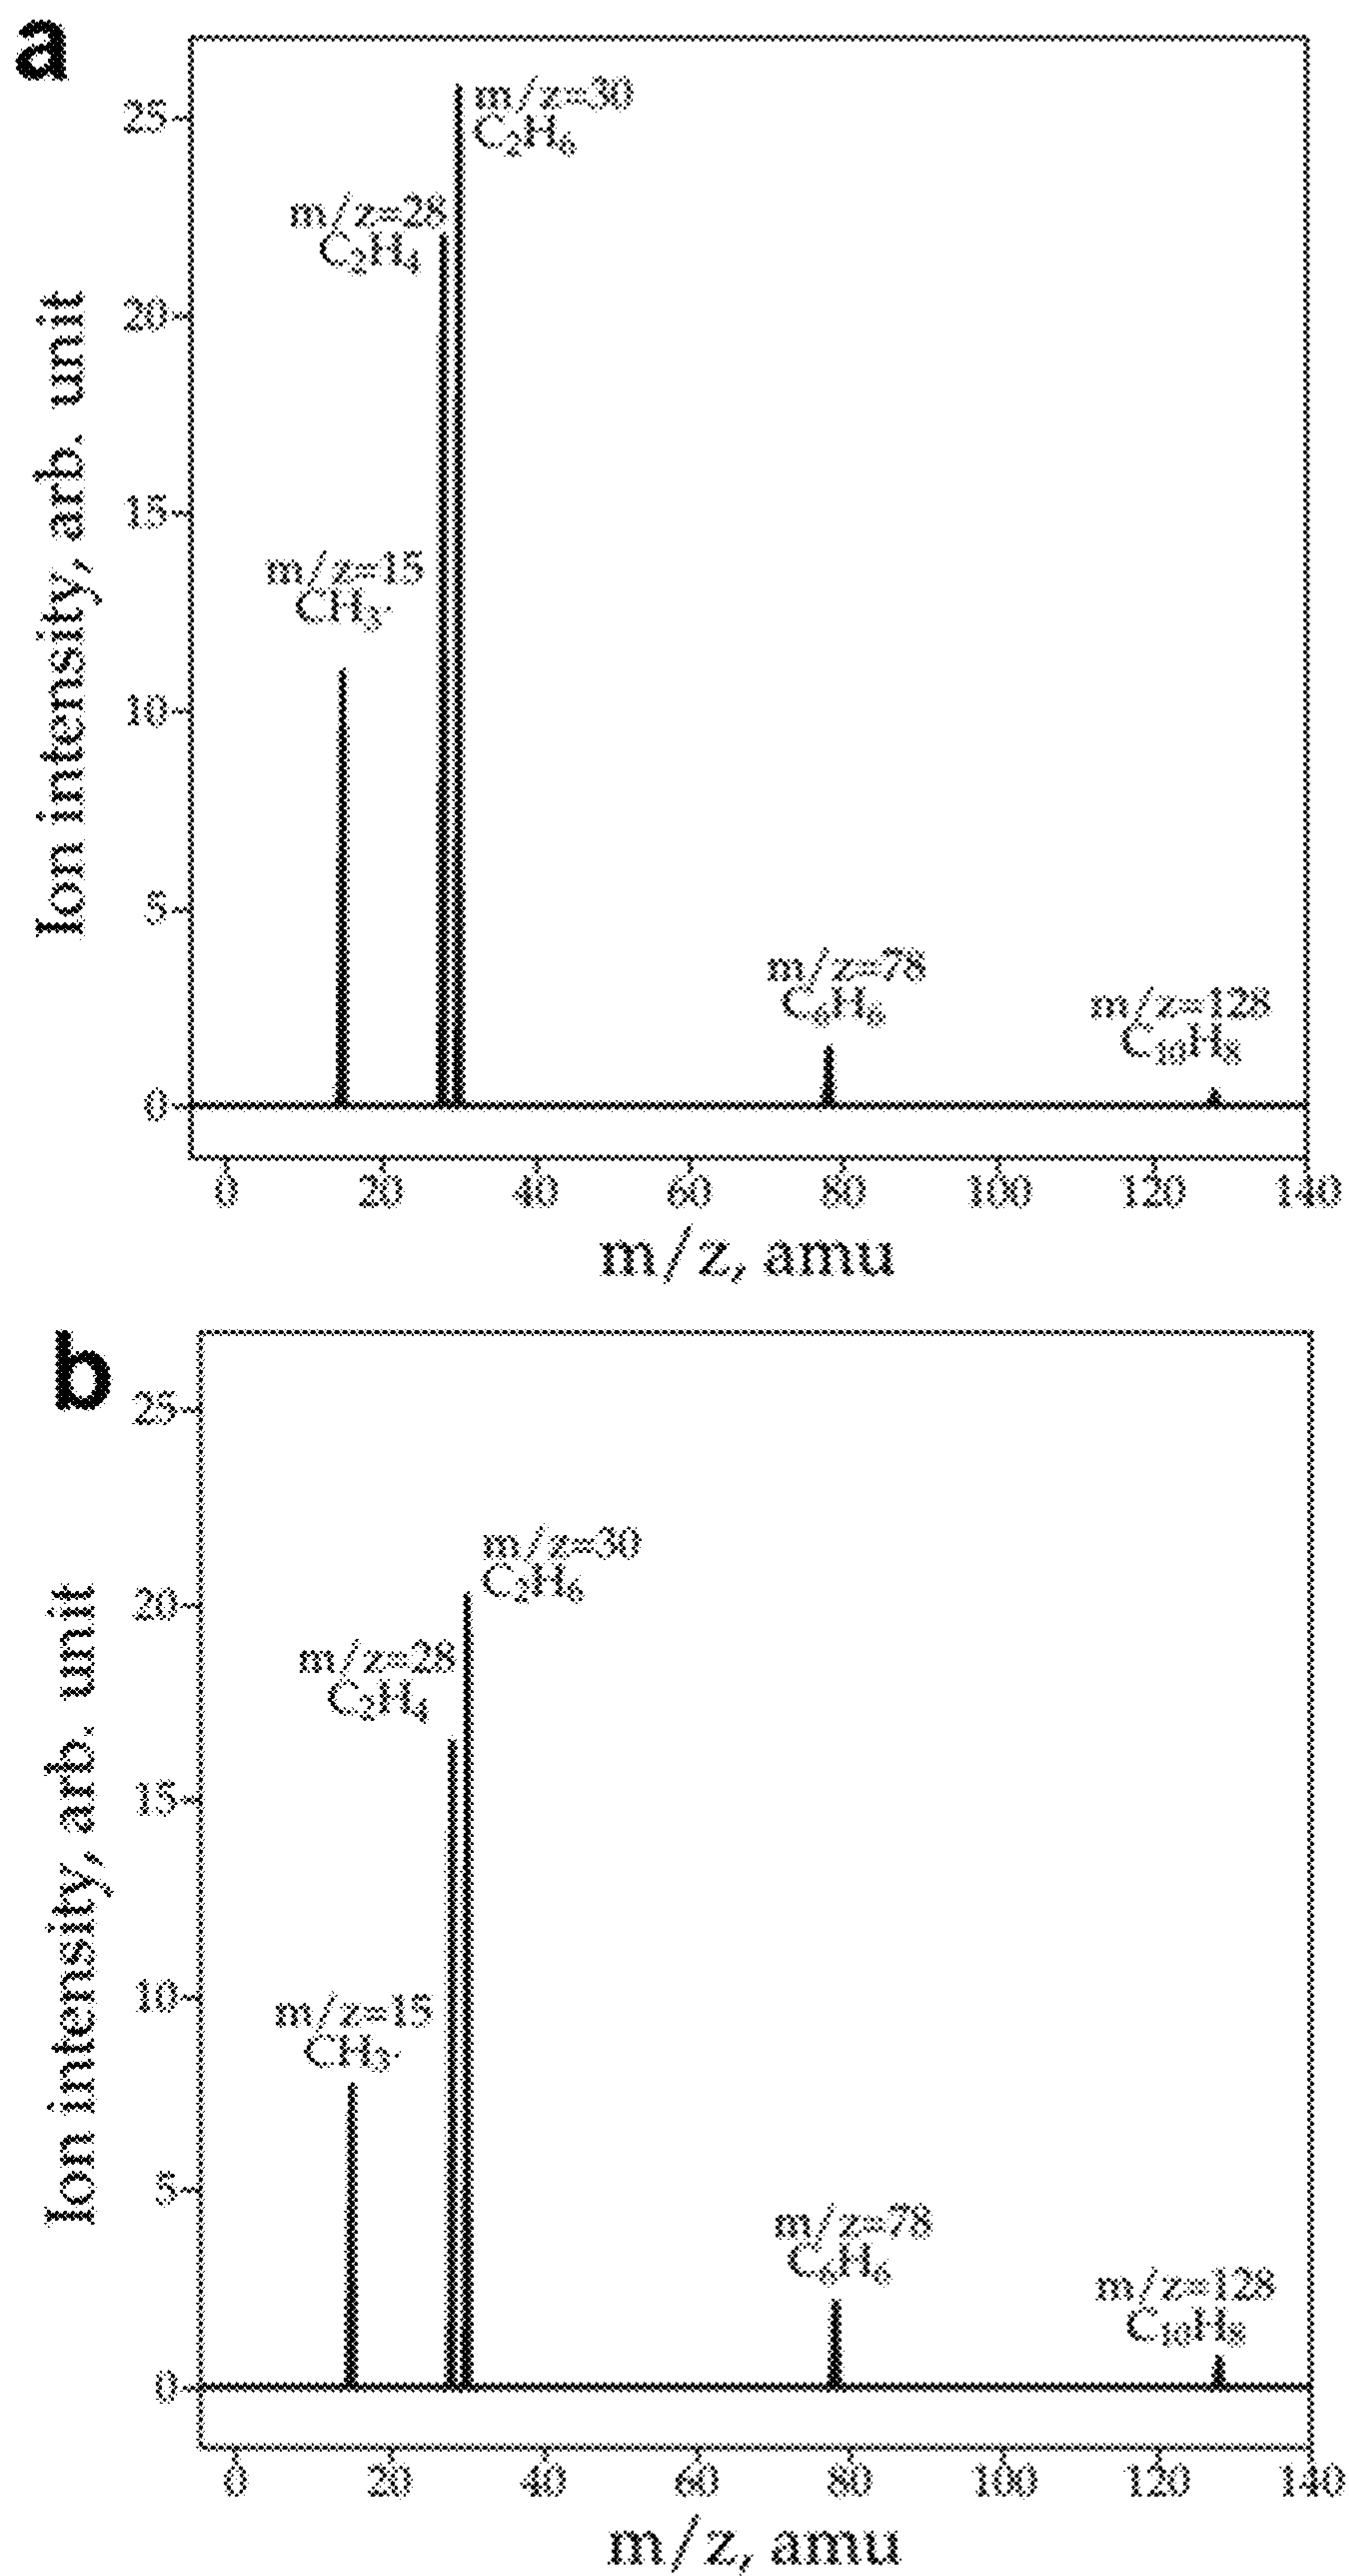 a
Ion intensity, arb. unit
25
20
15
10
5
0
m/z=30
C₂H₆
m/z=28
C₂H₄
m/z=15
CH₃·
m/z=78
C₆H₆
m/z=128
C₁₀H₈
0 20 40 60 80 100 120 140
m/z, amu
b
Ion intensity, arb. unit
25
20
15
10
5
0
m/z=30
C₂H₆
m/z=28
C₂H₄
m/z=15
CH₃·
m/z=78
C₆H₆
m/z=128
C₁₀H₈
0 20 40 60 80 100 120 140
m/z, amu